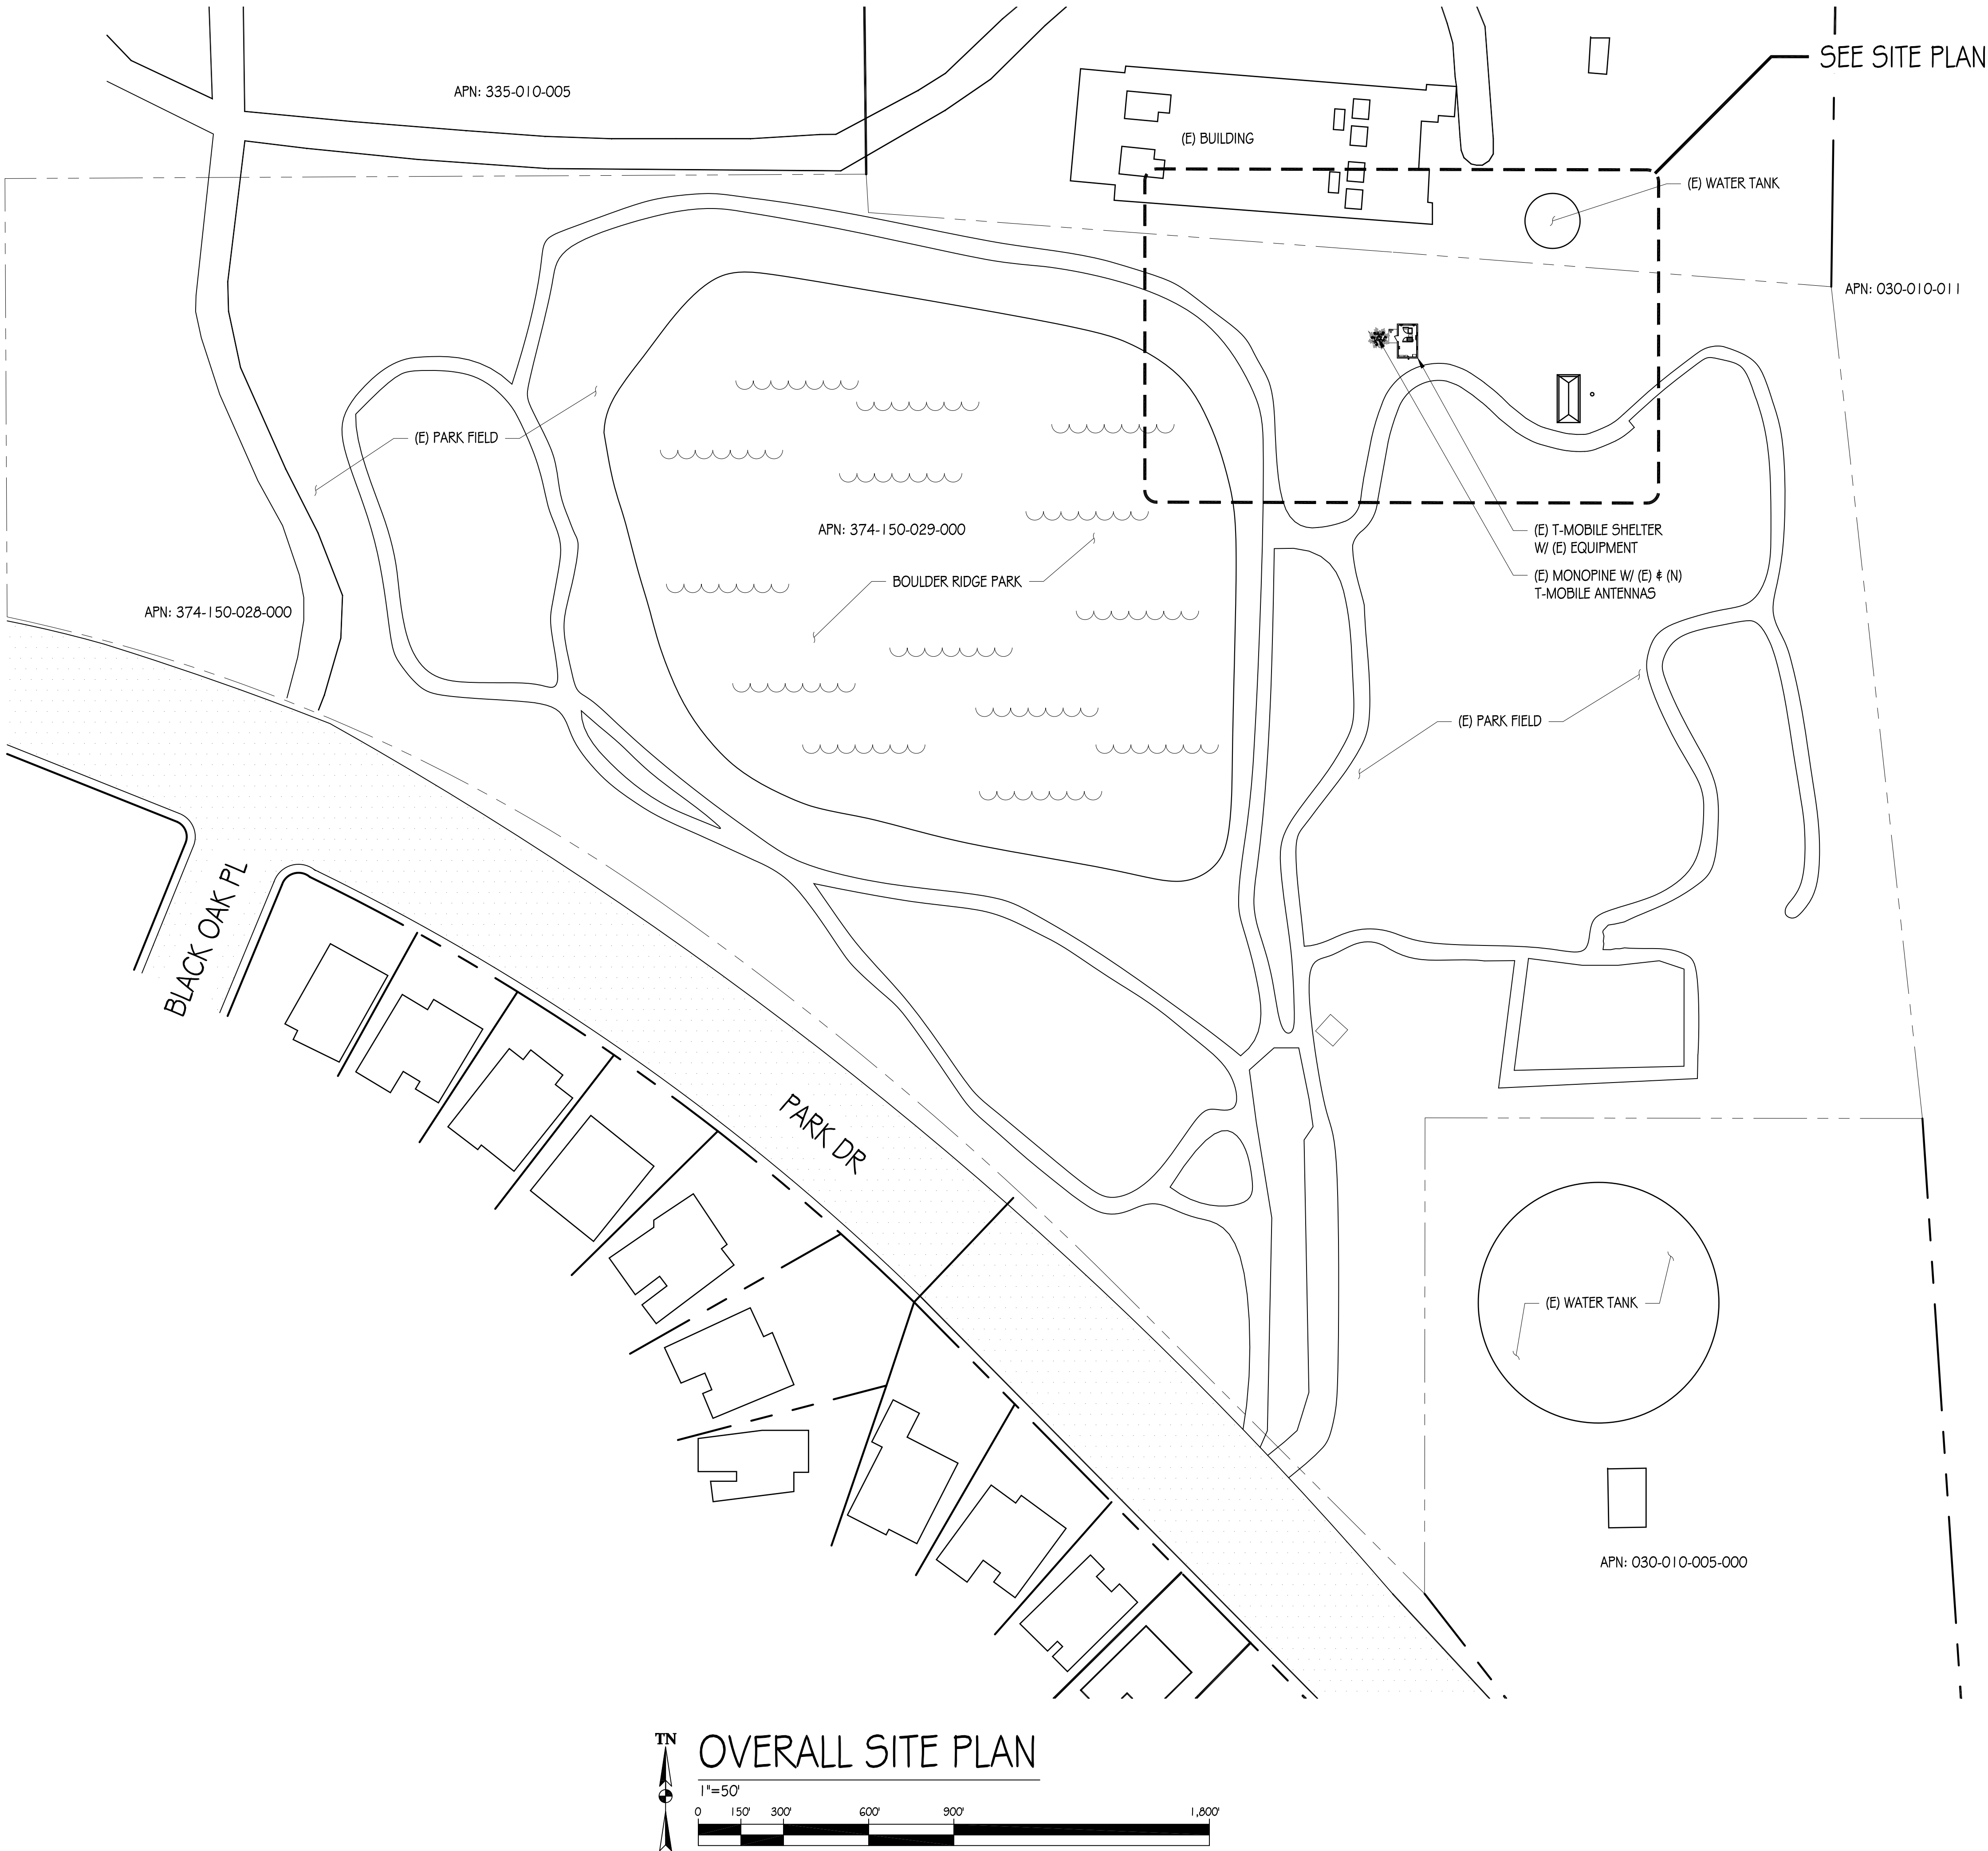 SEE SITE PLAN
APN: 335-010-005
(E) BUILDING
(E) WATER TANK
APN: 030-010-011
(E) PARK FIELD
APN: 374-150-029-000
(E) T-MOBILE SHELTER
W/ (E) EQUIPMENT
BOULDER RIDGE PARK
(E) MONOPINE W/ (E) & (N)
T-MOBILE ANTENNAS
APN: 374-150-028-000
(E) PARK FIELD
BLACK OAK PL
PARK DR
(E) WATER TANK
APN: 030-010-005-000
TN
OVERALL SITE PLAN
1"=50'
0 150' 300' 600' 900' 1,800'